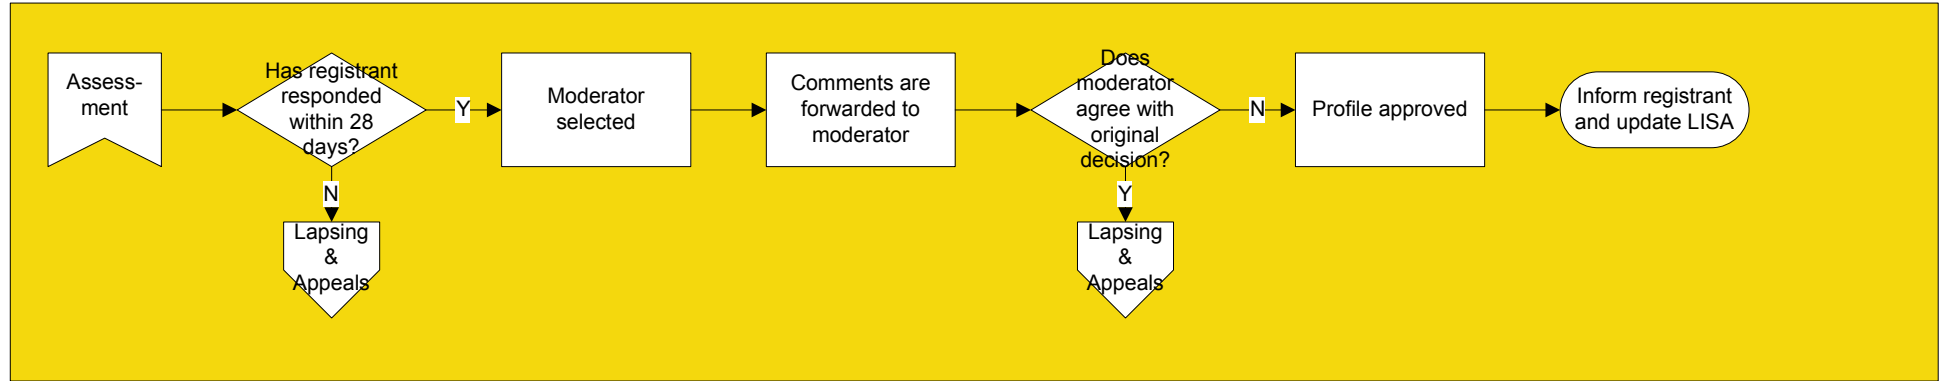 Assess-
ment
Has registrant
responded
within 28
days?
Y
N
Lapsing
&
Appeals
Moderator
selected
Comments are
forwarded to
moderator
Does
moderator
agree with
original
decision?
N
Y
Lapsing
&
Appeals
Profile approved
Inform registrant
and update LISA